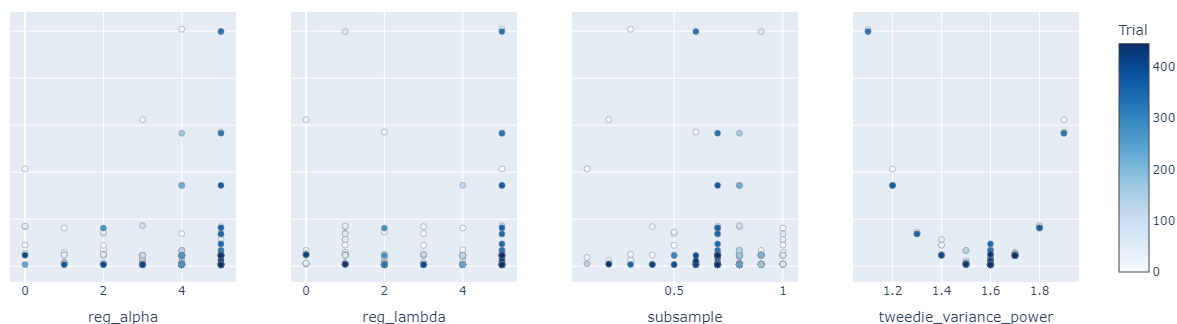 Trial
400
300
200
100
0
0 2 4
0 2 4
0.5 1
1.2 1.4 1.6 1.8
reg_alpha
reg_lambda
subsample
tweedie_variance_power